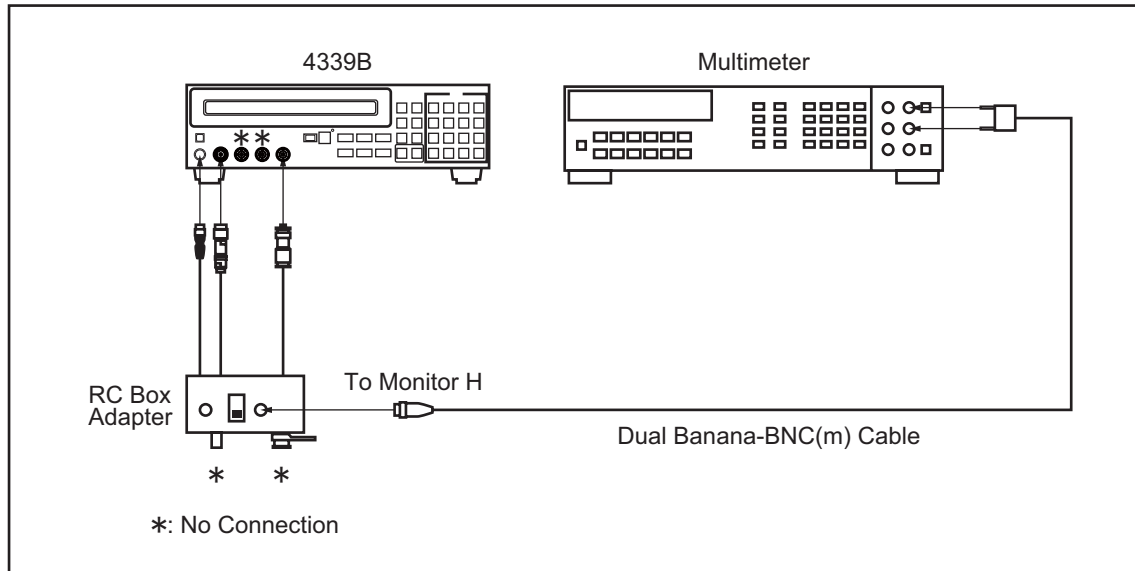 4339B
Multimeter
* *
RC Box
Adapter
To Monitor H
Dual Banana-BNC(m) Cable
* *
*: No Connection